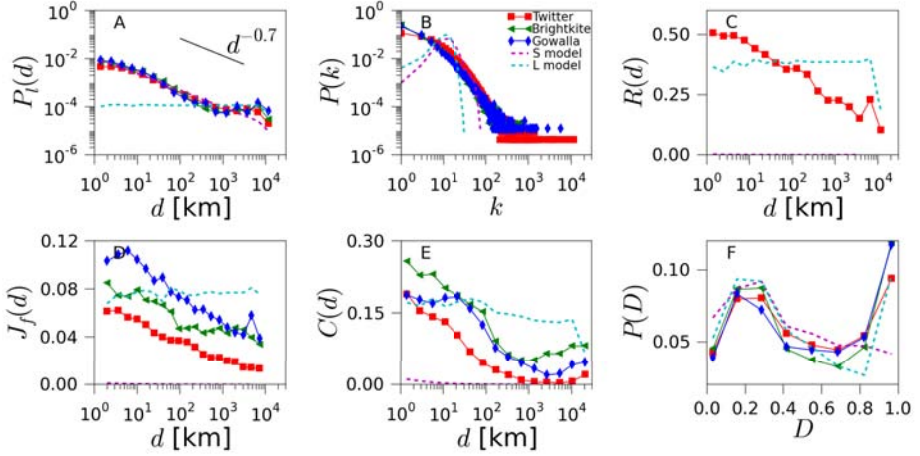 A
d^{-0.7}
P_l(d)
10^0
10^{-2}
10^{-4}
10^{-6}
10^0 10^1 10^2 10^3 10^4
d [km]
B
Twitter
Brightkite
Gowalla
S model
L model
P(k)
10^0
10^{-2}
10^{-4}
10^{-6}
10^0 10^1 10^2 10^3 10^4
k
C
R(d)
0.50
0.25
0.00
10^0 10^1 10^2 10^3 10^4
d [km]
D
J_f(d)
0.12
0.08
0.04
0.00
10^0 10^1 10^2 10^3 10^4
d [km]
E
C(d)
0.30
0.15
0.00
10^0 10^1 10^2 10^3 10^4
d [km]
F
P(D)
0.10
0.05
0.0 0.2 0.4 0.6 0.8 1.0
D